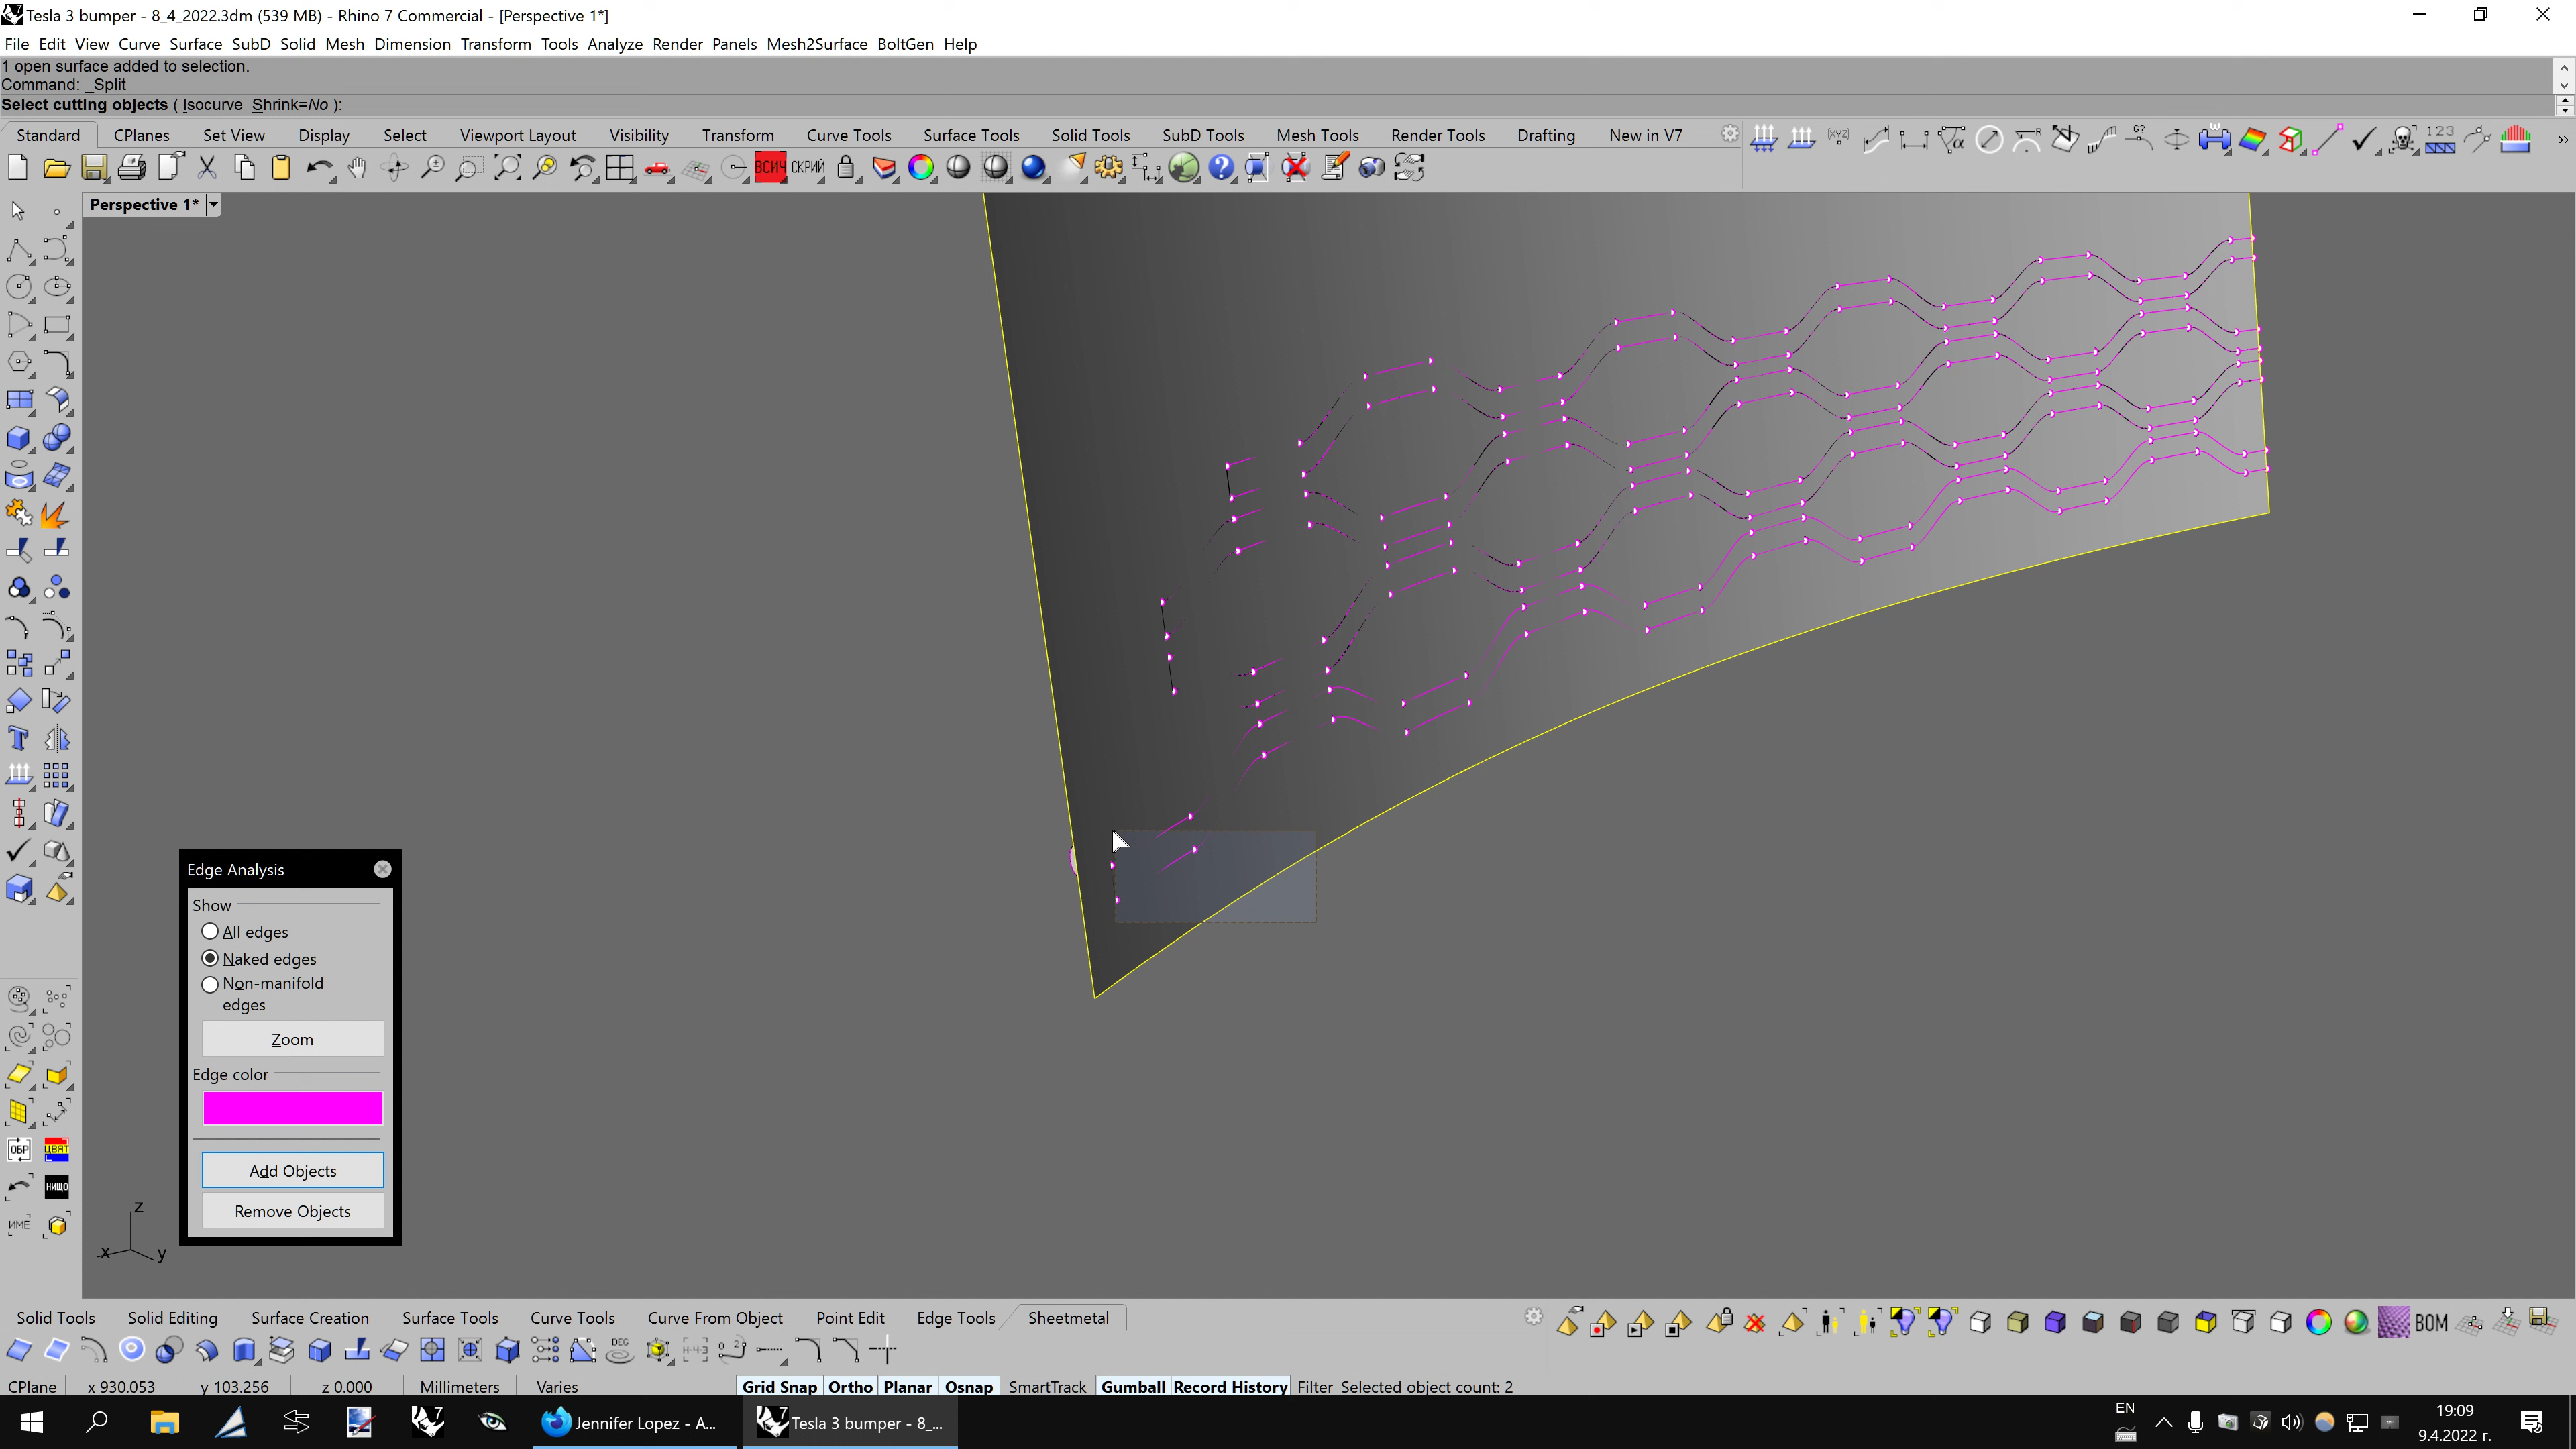 Tesla 3 bumper - 8_4_2022.3dm (539 MB) - Rhino 7 Commercial - [Perspective 1*]
File Edit View Curve Surface SubD Solid Mesh Dimension Transform Tools Analyze Render Panels Mesh2Surface BoltGen Help
1 open surface added to selection.
Command: _Split
Select cutting objects ( Isocurve Shrink=No ):
Standard CPlanes Set View Display Select Viewport Layout Visibility Transform Curve Tools Surface Tools Solid Tools SubD Tools Mesh Tools Render Tools Drafting New in V7
ВСИЧ СКРИЙ
Perspective 1*
Edge Analysis
Show
All edges
Naked edges
Non-manifold
edges
Zoom
Edge color
Add Objects
Remove Objects
ОБР ЦВЯТ
НИЩО
ИМЕ
z
x y
Solid Tools Solid Editing Surface Creation Surface Tools Curve Tools Curve From Object Point Edit Edge Tools Sheetmetal
BOM
DEG
CPlane x 930.053 y 103.256 z 0.000 Millimeters Varies Grid Snap Ortho Planar Osnap SmartTrack Gumball Record History Filter Selected object count: 2
Jennifer Lopez - A... Tesla 3 bumper - 8_...
EN
19:09
9.4.2022 г.